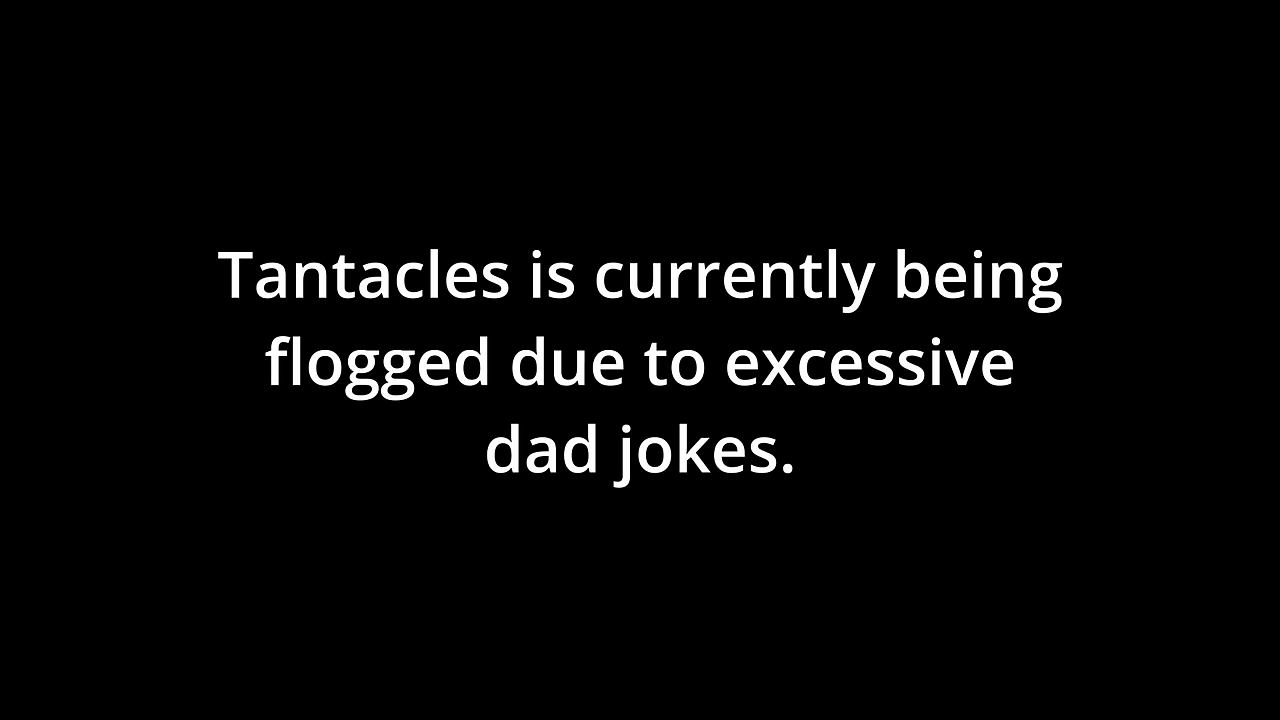 Tantacles is currently being
flogged due to excessive
dad jokes.